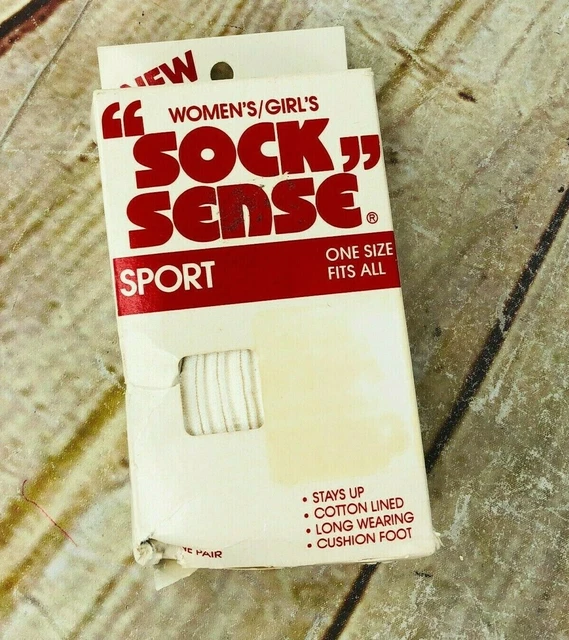 NEW
WOMEN'S/GIRL'S
"SOCK
SENSE"®
SPORT
ONE SIZE
FITS ALL
• STAYS UP
• COTTON LINED
• LONG WEARING
• CUSHION FOOT
PAIR